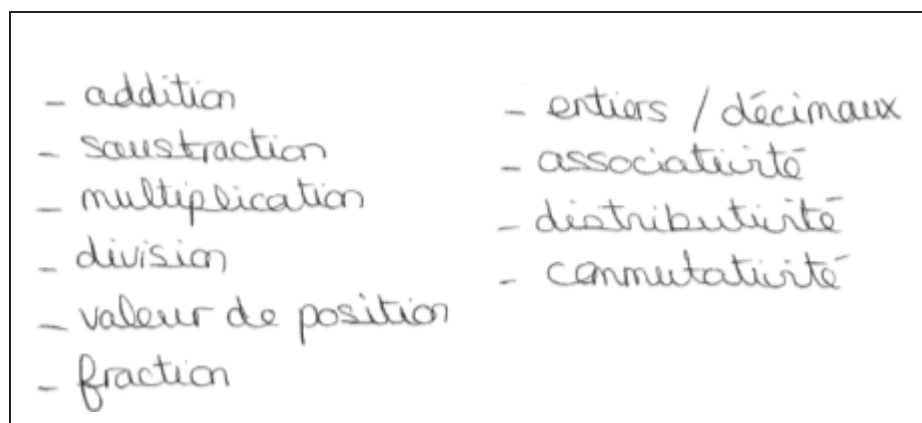 - addition
- soustraction
- multiplication
- division
- valeur de position
- fraction
- entiers / décimaux
- associativité
- distributivité
- commutativité